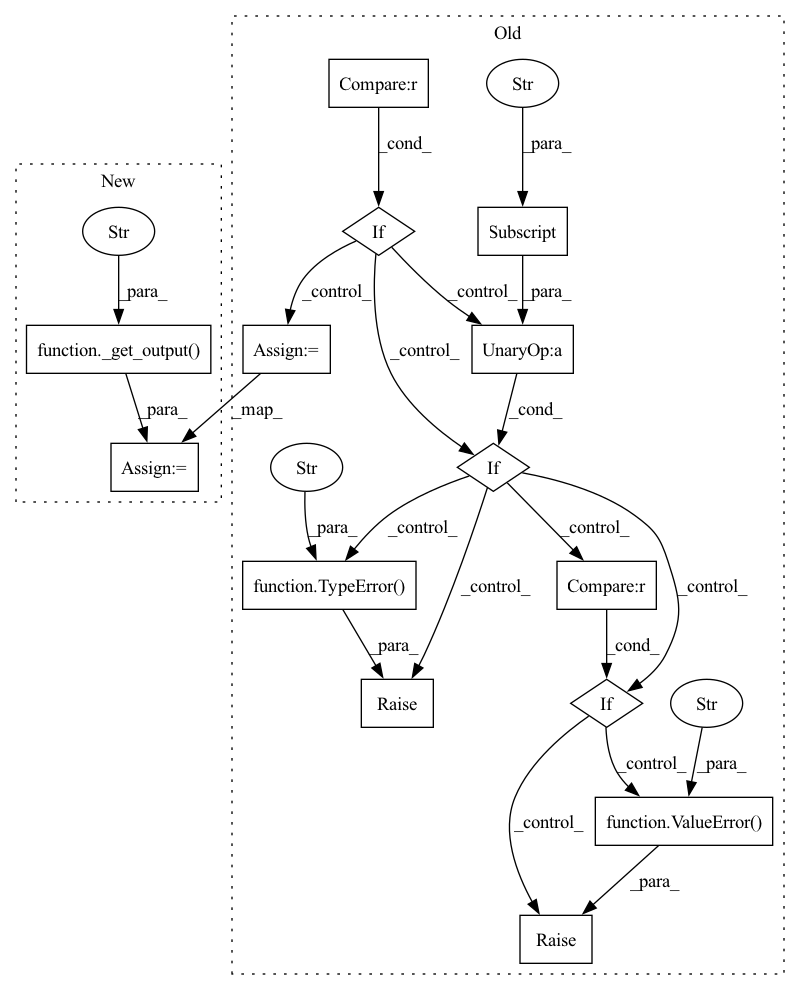 Old
Compare:r
Str
_cond_
_para_
New
Str
If
Subscript
_para_
_control_
_control_
_para_
function._get_output()
Assign:=
_control_
UnaryOp:a
_para_
_map_
_cond_
Assign:=
Str
If
_para_
_control_
_control_
function.TypeError()
_control_
Compare:r
_control_
_para_
_cond_
Raise
If
Str
_control_
_para_
_control_
function.ValueError()
_para_
Raise